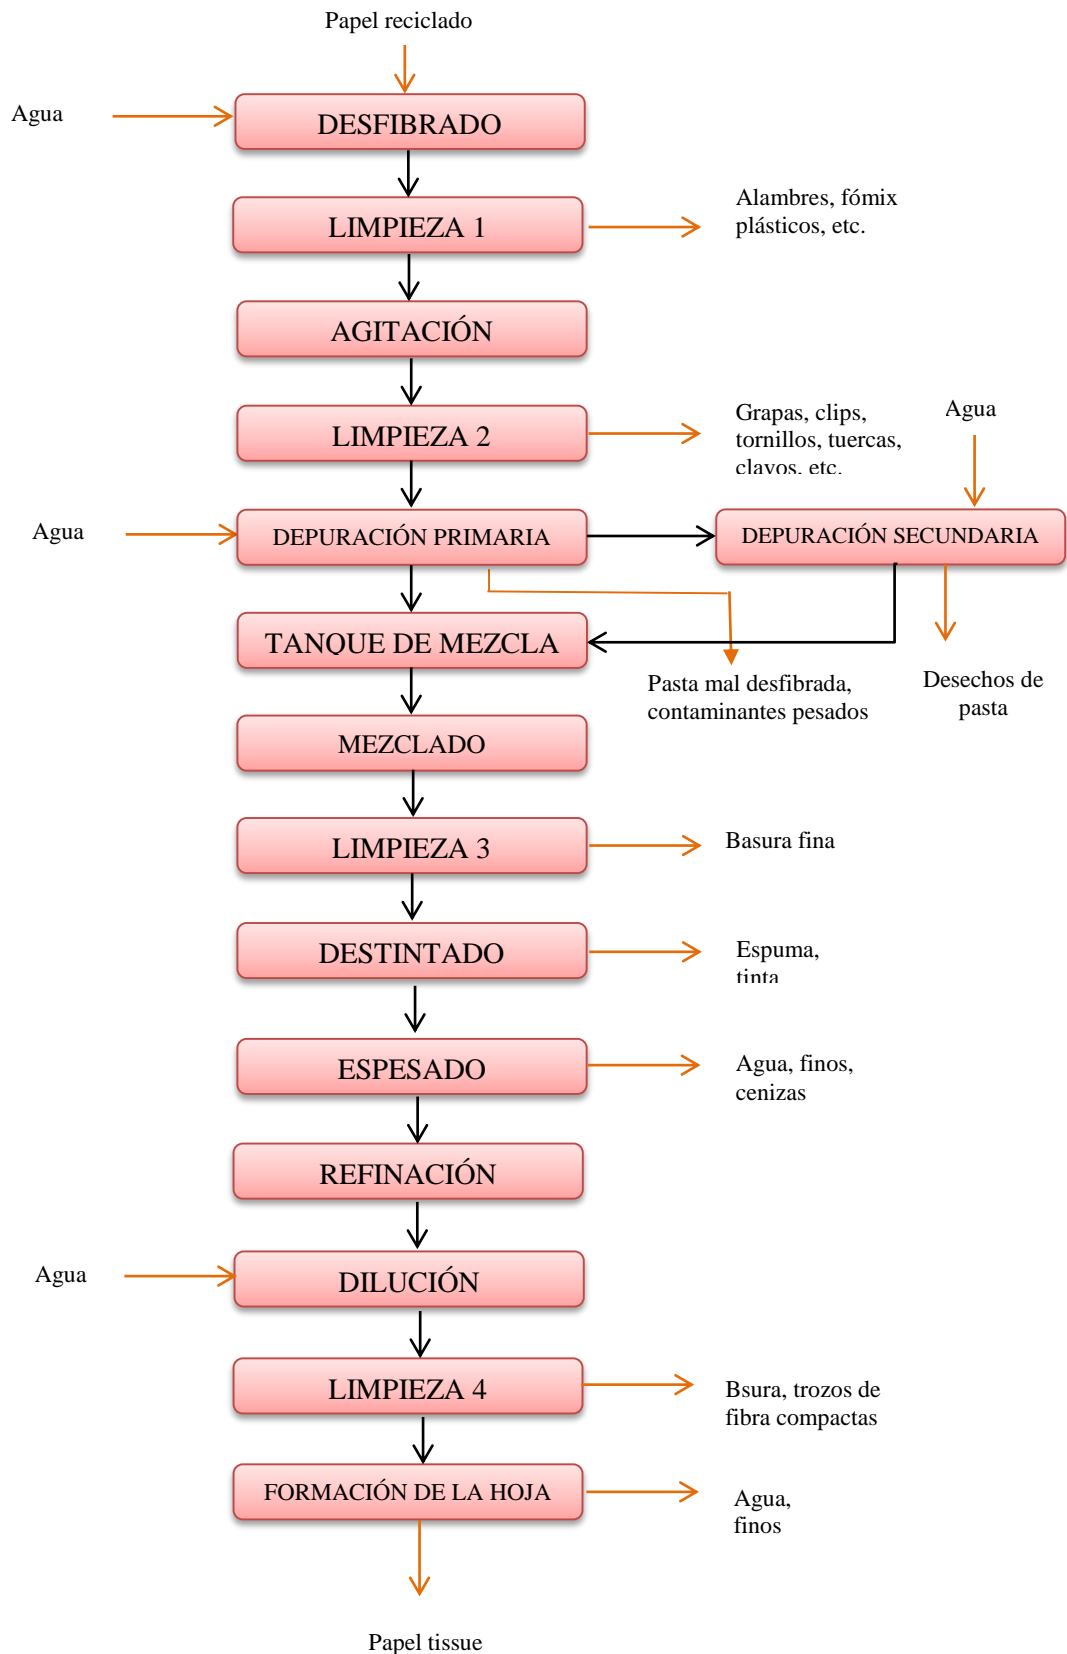 Papel reciclado
Agua
DESFIBRADO
LIMPIEZA 1
Alambres, fómix
plásticos, etc.
AGITACIÓN
LIMPIEZA 2
Grapas, clips,
tornillos, tuercas,
clavos, etc.
Agua
Agua
DEPURACIÓN PRIMARIA
DEPURACIÓN SECUNDARIA
TANQUE DE MEZCLA
Pasta mal desfibrada,
contaminantes pesados
Desechos de
pasta
MEZCLADO
LIMPIEZA 3
Basura fina
DESTINTADO
Espuma,
tinta
ESPESADO
Agua, finos,
cenizas
REFINACIÓN
Agua
DILUCIÓN
LIMPIEZA 4
Bsura, trozos de
fibra compactas
FORMACIÓN DE LA HOJA
Agua,
finos
Papel tissue